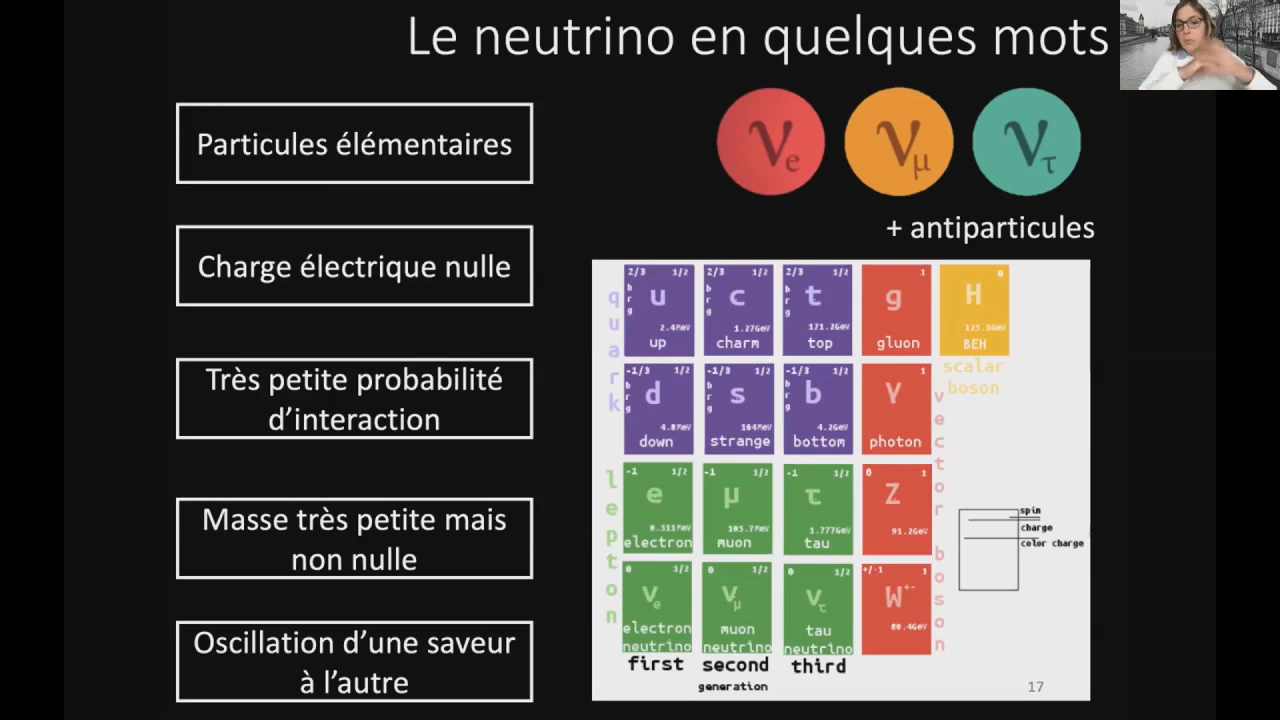 Le neutrino en quelques mots
Particules élémentaires
Charge électrique nulle
Très petite probabilité
d'interaction
Masse très petite mais
non nulle
Oscillation d'une saveur
à l'autre
νe νμ ντ
+ antiparticules
quark
2/3 1/2 2/3 1/2 2/3 1/2 1 0
b r g b r g b r g
u c t g H
2.4MeV 1.27GeV 171.2GeV 125.3GeV
up charm top gluon BEH
scalar
boson
-1/3 1/2 -1/3 1/2 -1/3 1/2 1
b r g b r g b r g
d s b γ
4.8MeV 104MeV 4.2GeV
down strange bottom photon
vector boson
lepton
-1 1/2 -1 1/2 -1 1/2 0 1
e μ τ Z
0.511MeV 105.7MeV 1.777GeV 91.2GeV
electron muon tau
0 1/2 0 1/2 0 1/2 +/-1 1
νe νμ ντ W+-
80.4GeV
electron muon tau
neutrino neutrino neutrino
first second third
generation
spin
charge
color charge
17